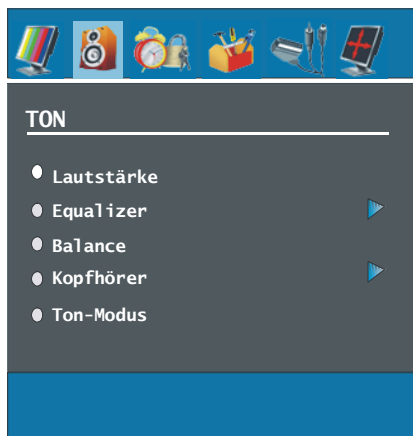 TON
Lautstärke
Equalizer
Balance
Kopfhörer
Ton-Modus